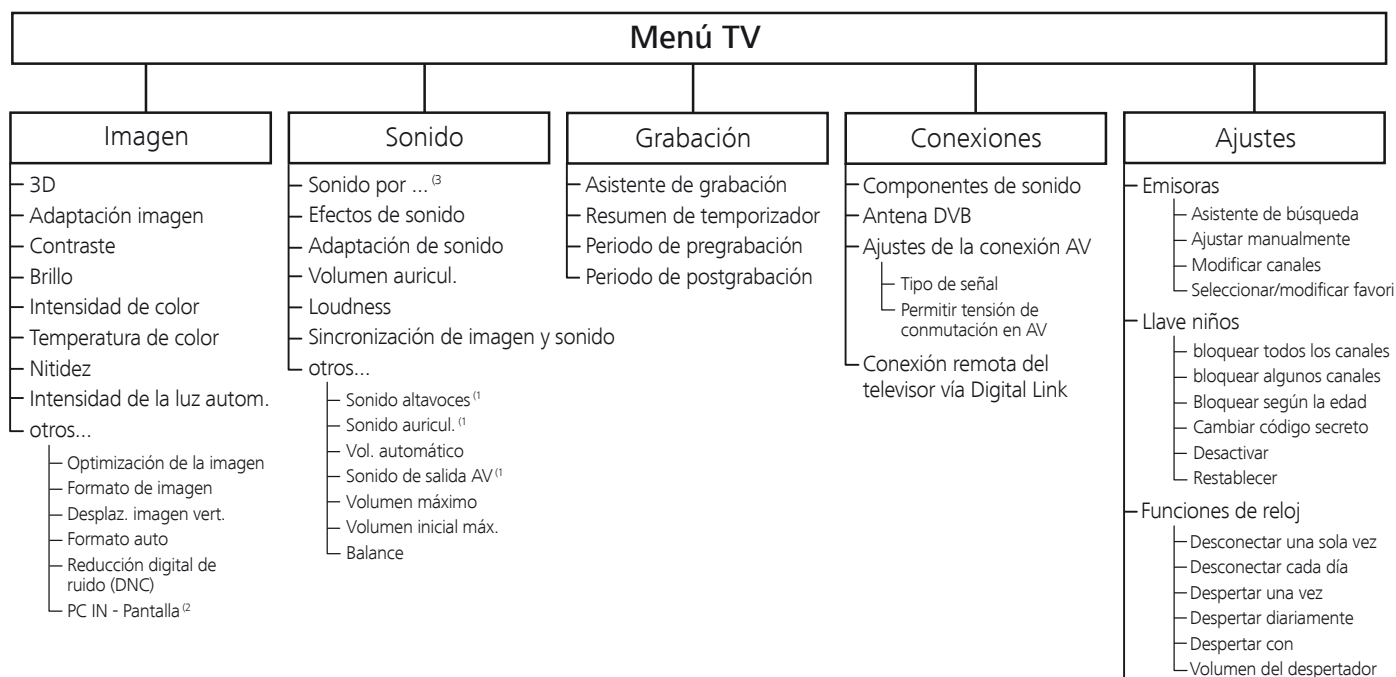 Menú TV
Imagen
3D
Adaptación imagen
Contraste
Brillo
Intensidad de color
Temperatura de color
Nitidez
Intensidad de la luz autom.
otros...
Optimización de la imagen
Formato de imagen
Desplaz. imagen vert.
Formato auto
Reducción digital de
ruido (DNC)
PC IN - Pantalla (2
Sonido
Sonido por ... (3
Efectos de sonido
Adaptación de sonido
Volumen auricul.
Loudness
Sincronización de imagen y sonido
otros...
Sonido altavoces (1
Sonido auricul. (1
Vol. automático
Sonido de salida AV (1
Volumen máximo
Volumen inicial máx.
Balance
Grabación
Asistente de grabación
Resumen de temporizador
Periodo de pregrabación
Periodo de postgrabación
Conexiones
Componentes de sonido
Antena DVB
Ajustes de la conexión AV
Tipo de señal
Permitir tensión de
conmutación en AV
Conexión remota del
televisor vía Digital Link
Ajustes
Emisoras
Asistente de búsqueda
Ajustar manualmente
Modificar canales
Seleccionar/modificar favori
Llave niños
bloquear todos los canales
bloquear algunos canales
Bloquear según la edad
Cambiar código secreto
Desactivar
Restablecer
Funciones de reloj
Desconectar una sola vez
Desconectar cada día
Despertar una vez
Despertar diariamente
Despertar con
Volumen del despertador